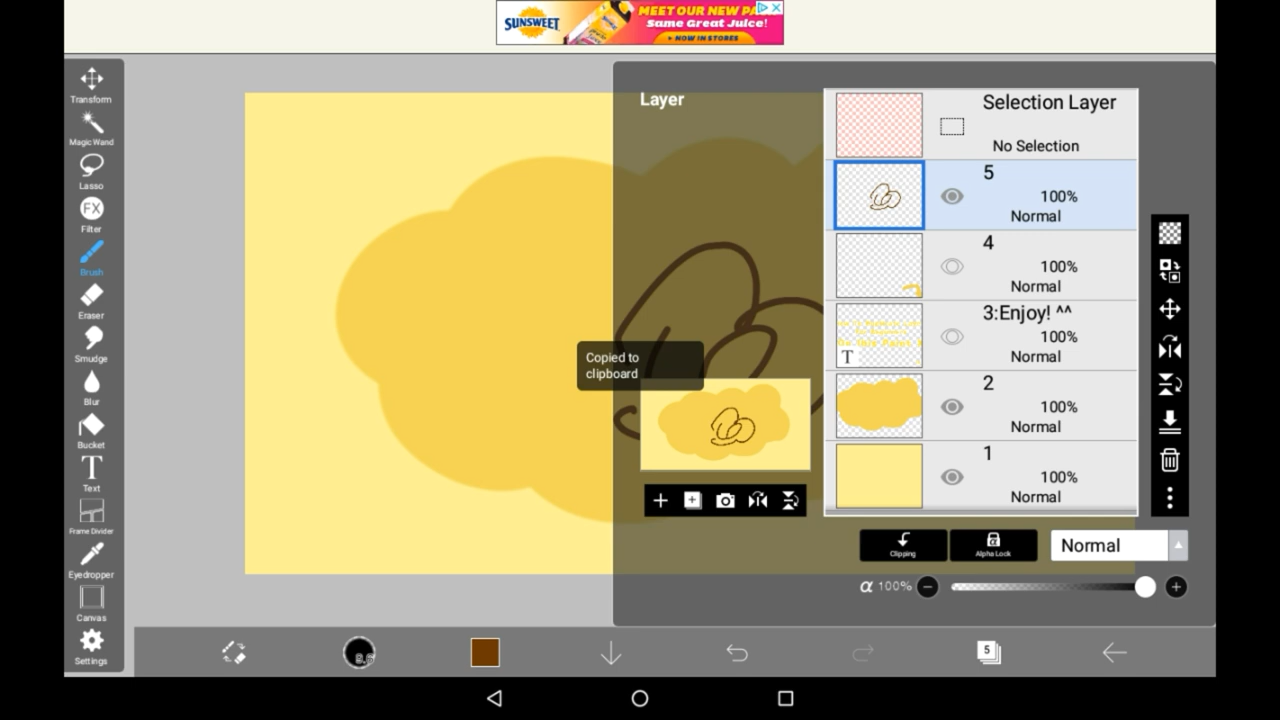 SUNSWEET
MEET OUR NEW PA
Same Great Juice!
NOW IN STORES
Transform
Magic Wand
Lasso
FX
Filter
Brush
Eraser
Smudge
Blur
Bucket
T
Text
Frame Divider
Eyedropper
Canvas
Settings
Layer
Copied to
clipboard
Selection Layer
No Selection
5
100%
Normal
4
100%
Normal
3:Enjoy! ^^
100%
T
Normal
2
100%
Normal
1
100%
Normal
Clipping
Alpha Lock
Normal
α 100%
9.6
5